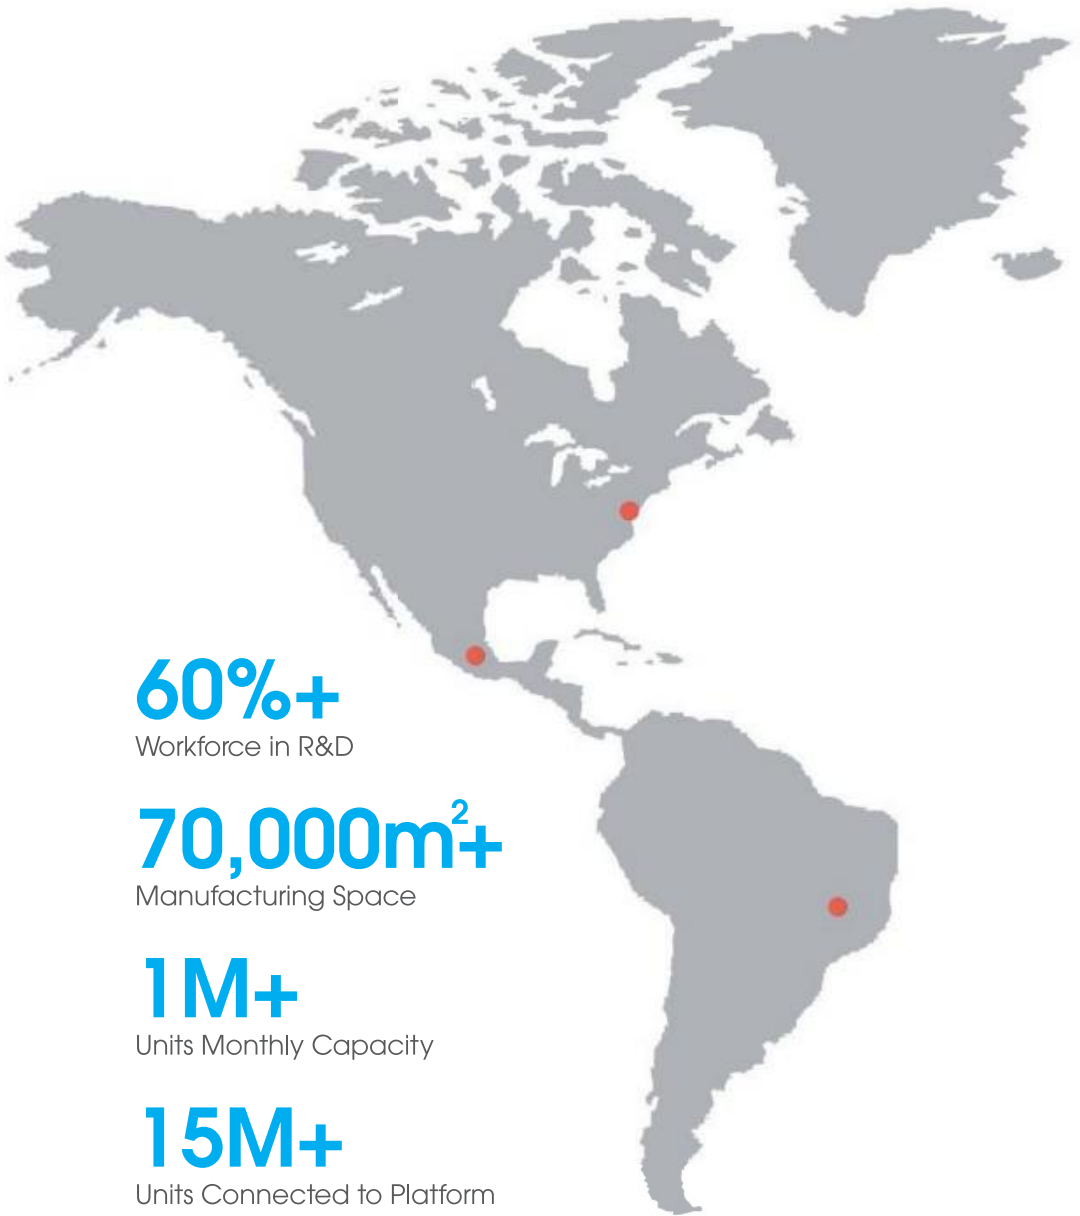 60%+
Workforce in R&D
70,000m²+
Manufacturing Space
1M+
Units Monthly Capacity
15M+
Units Connected to Platform